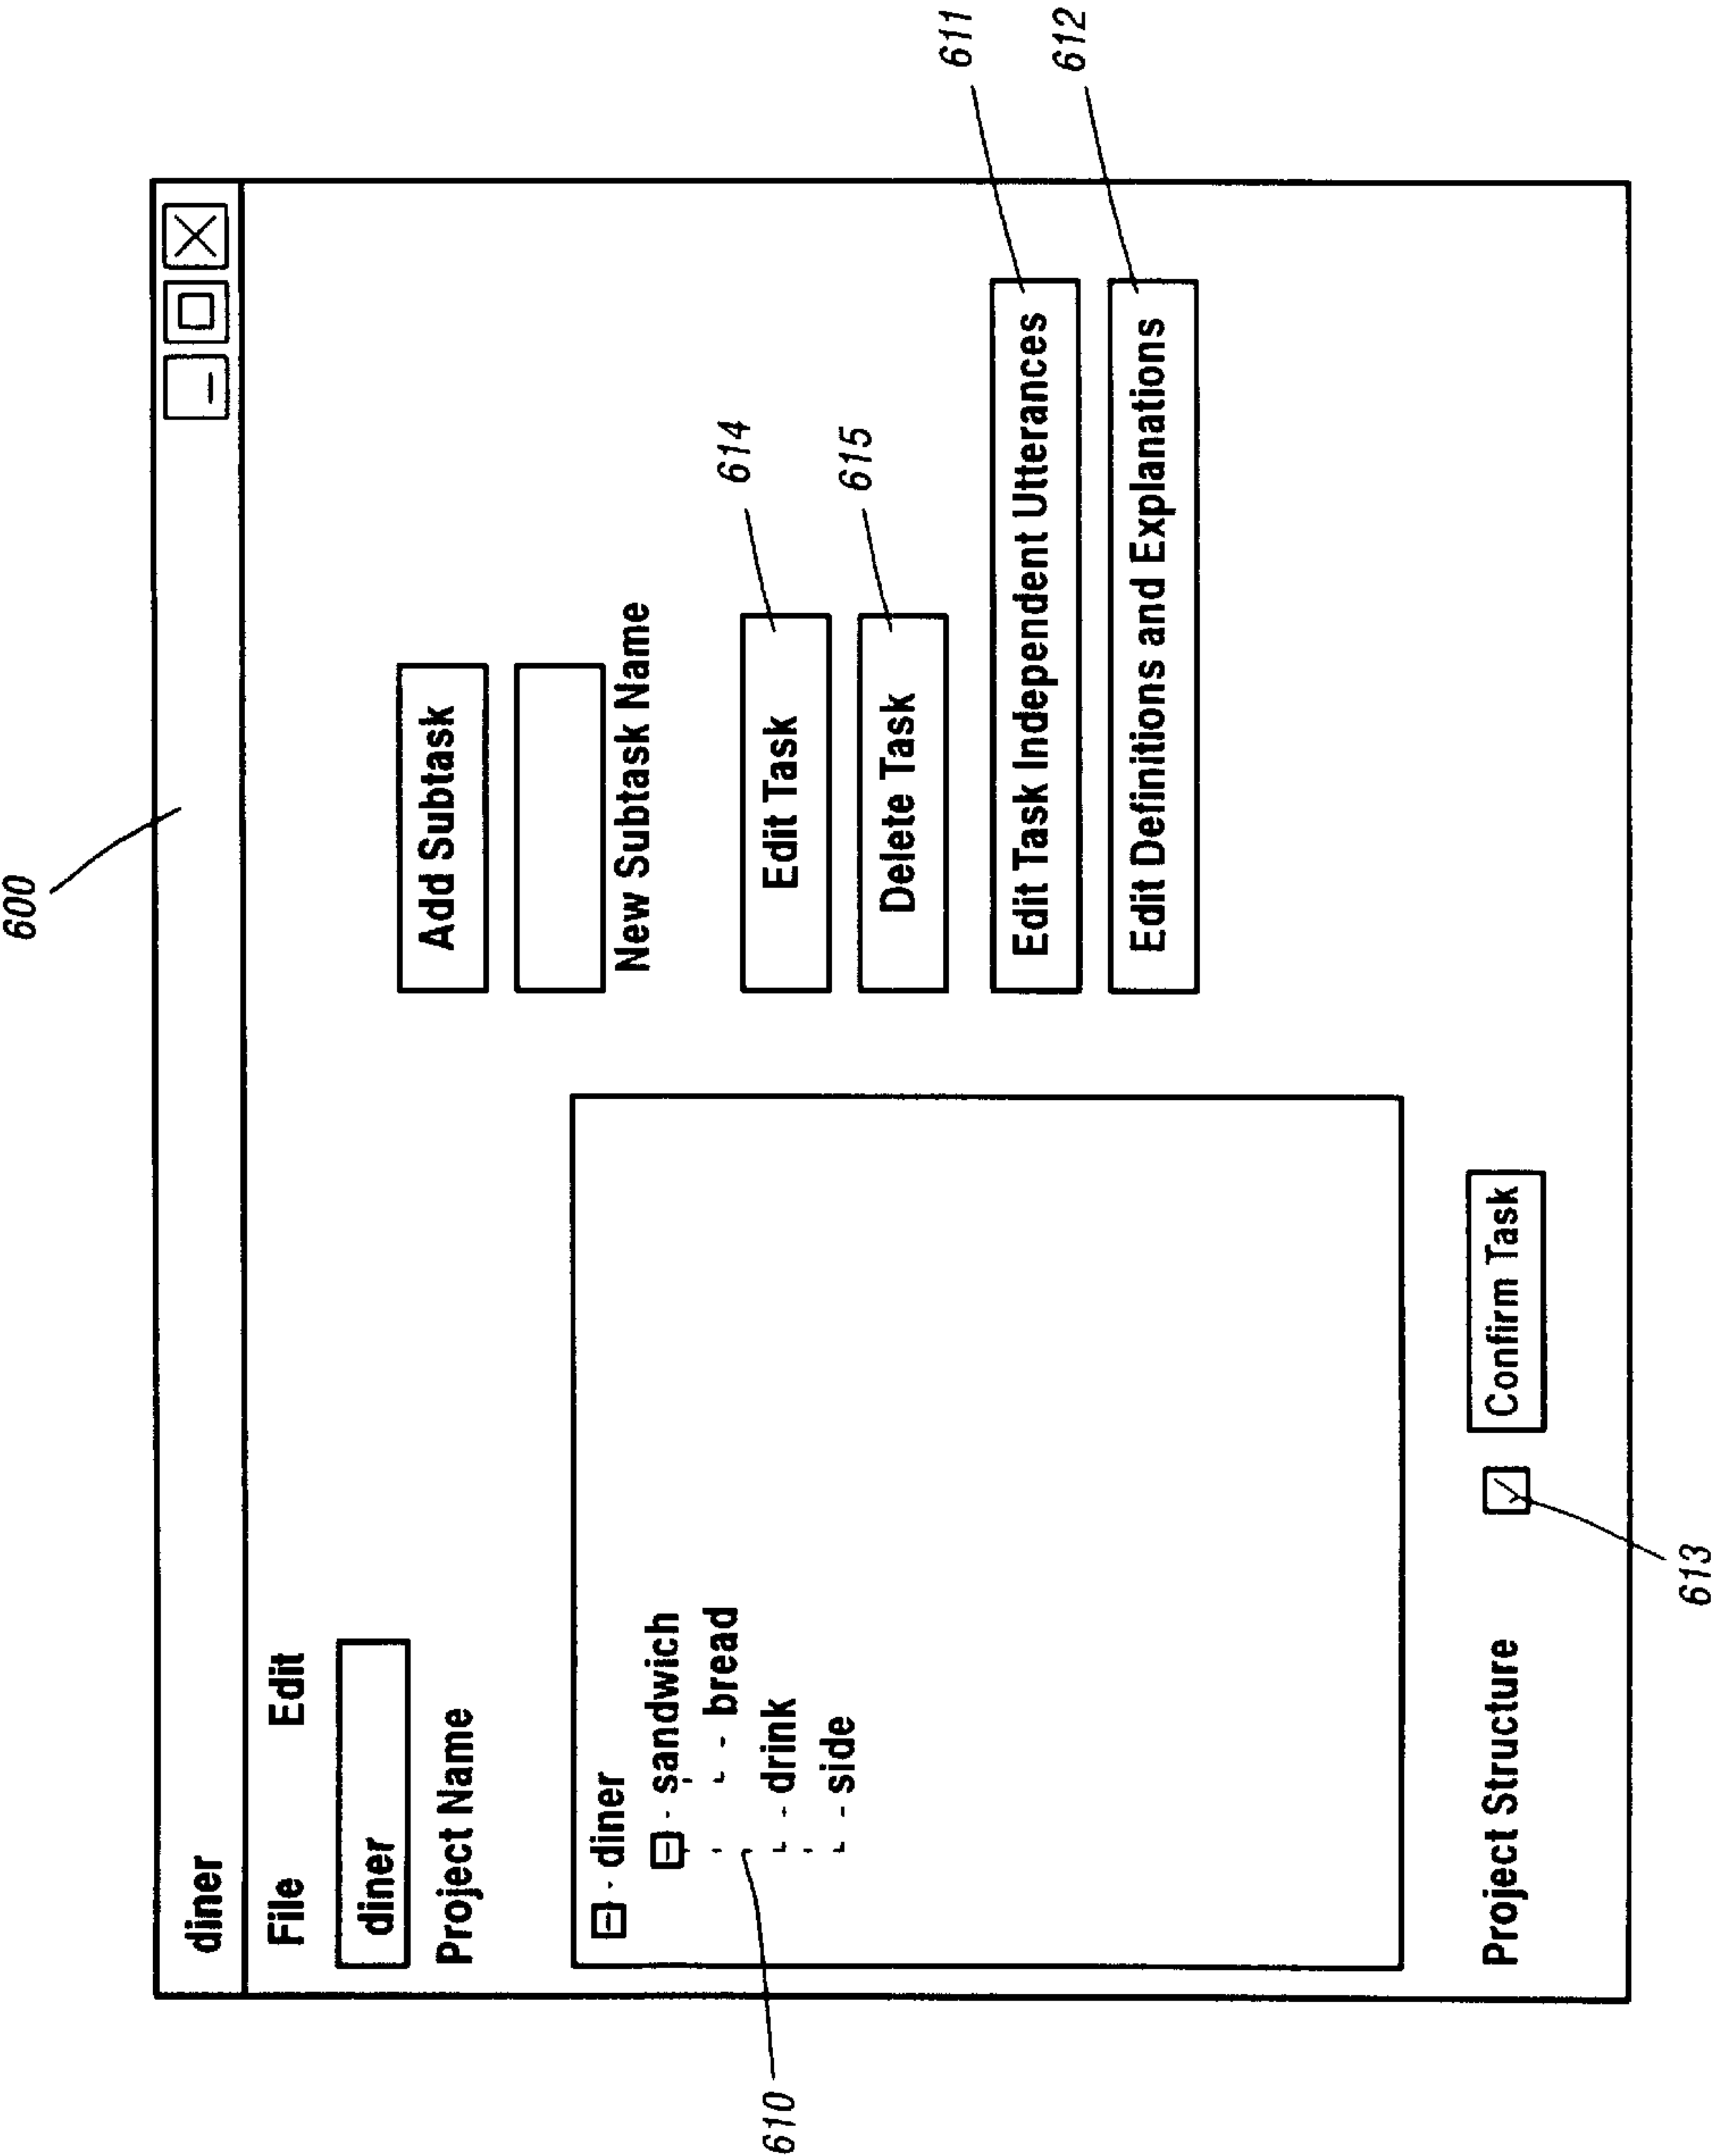 600
diner
File Edit
diner
Project Name
Add Subtask
New Subtask Name
diner
sandwich
bread
drink
side
610
Edit Task
614
Delete Task
615
Edit Task Independent Utterances
611
Edit Definitions and Explanations
612
Project Structure
Confirm Task
613